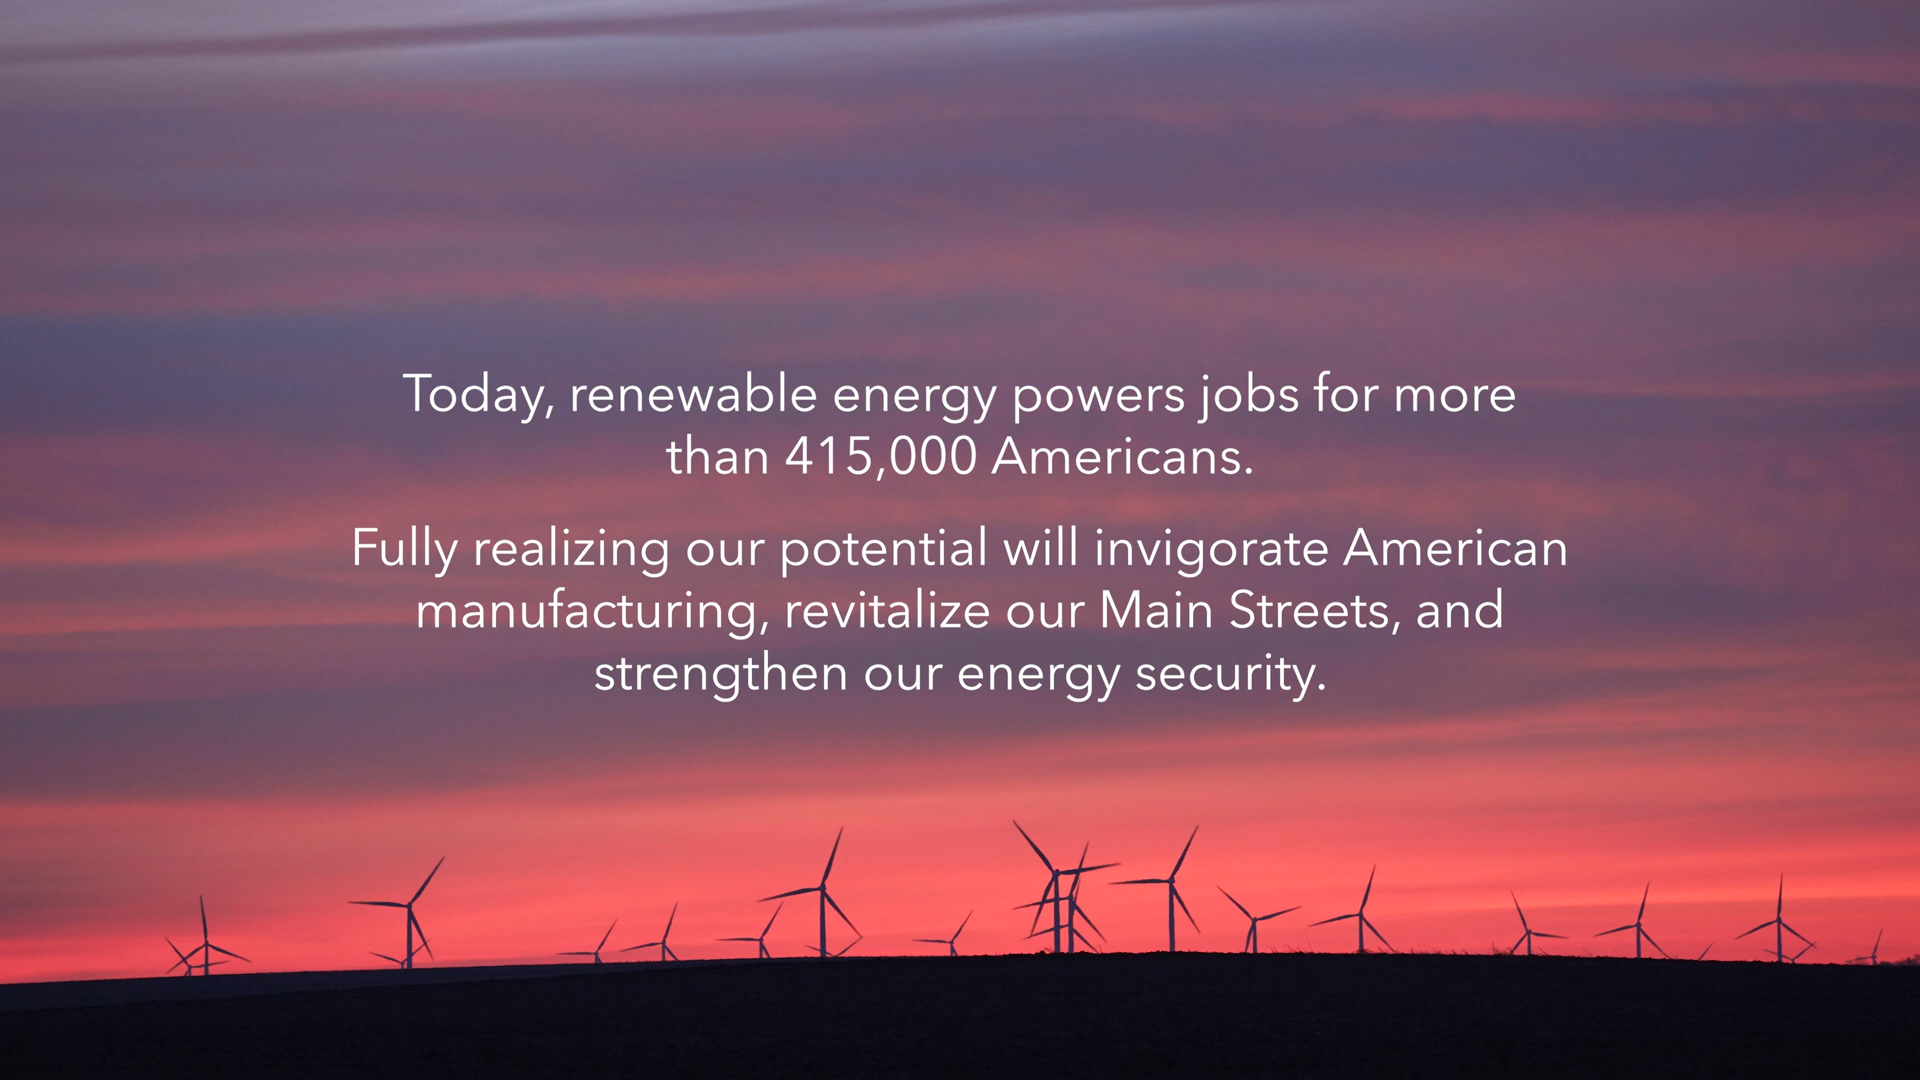 Today, renewable energy powers jobs for more
than 415,000 Americans.
Fully realizing our potential will invigorate American
manufacturing, revitalize our Main Streets, and
strengthen our energy security.